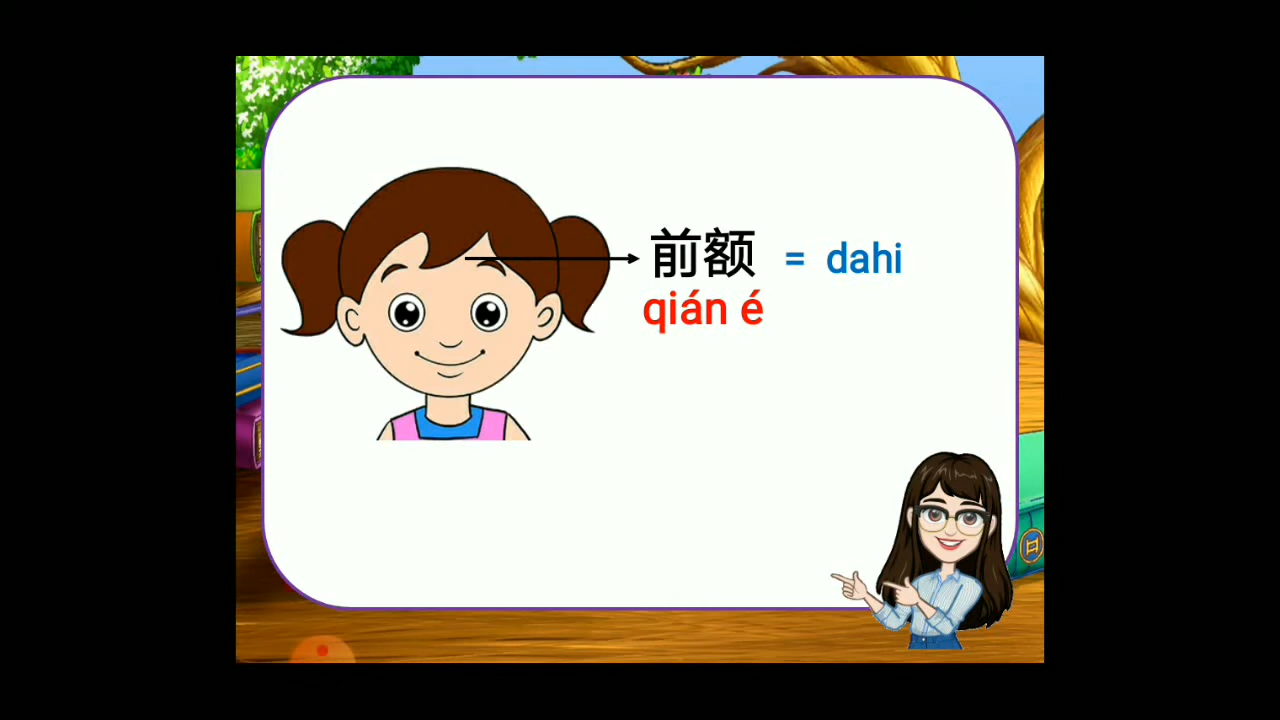 前额 = dahi
qián é